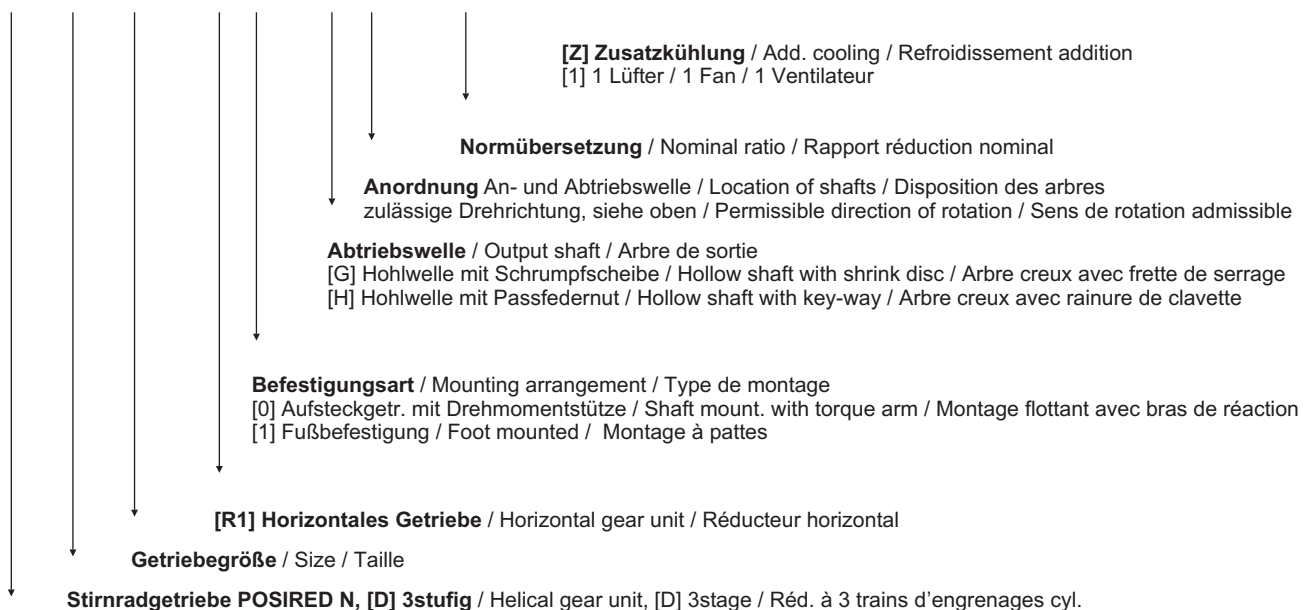 [Z] Zusatzkühlung / Add. cooling / Refroidissement addition
[1] 1 Lüfter / 1 Fan / 1 Ventilateur
Normübersetzung / Nominal ratio / Rapport réduction nominal
Anordnung An- und Abtriebswelle / Location of shafts / Disposition des arbres
zulässige Drehrichtung, siehe oben / Permissible direction of rotation / Sens de rotation admissible
Abtriebswelle / Output shaft / Arbre de sortie
[G] Hohlwelle mit Schrumpfscheibe / Hollow shaft with shrink disc / Arbre creux avec frette de serrage
[H] Hohlwelle mit Passfedernut / Hollow shaft with key-way / Arbre creux avec rainure de clavette
Befestigungsart / Mounting arrangement / Type de montage
[0] Aufsteckgetr. mit Drehmomentstütze / Shaft mount. with torque arm / Montage flottant avec bras de réaction
[1] Fußbefestigung / Foot mounted / Montage à pattes
[R1] Horizontales Getriebe / Horizontal gear unit / Réducteur horizontal
Getriebegröße / Size / Taille
Stirnradgetriebe POSIRED N, [D] 3stufig / Helical gear unit, [D] 3stage / Réd. à 3 trains d'engrenages cyl.